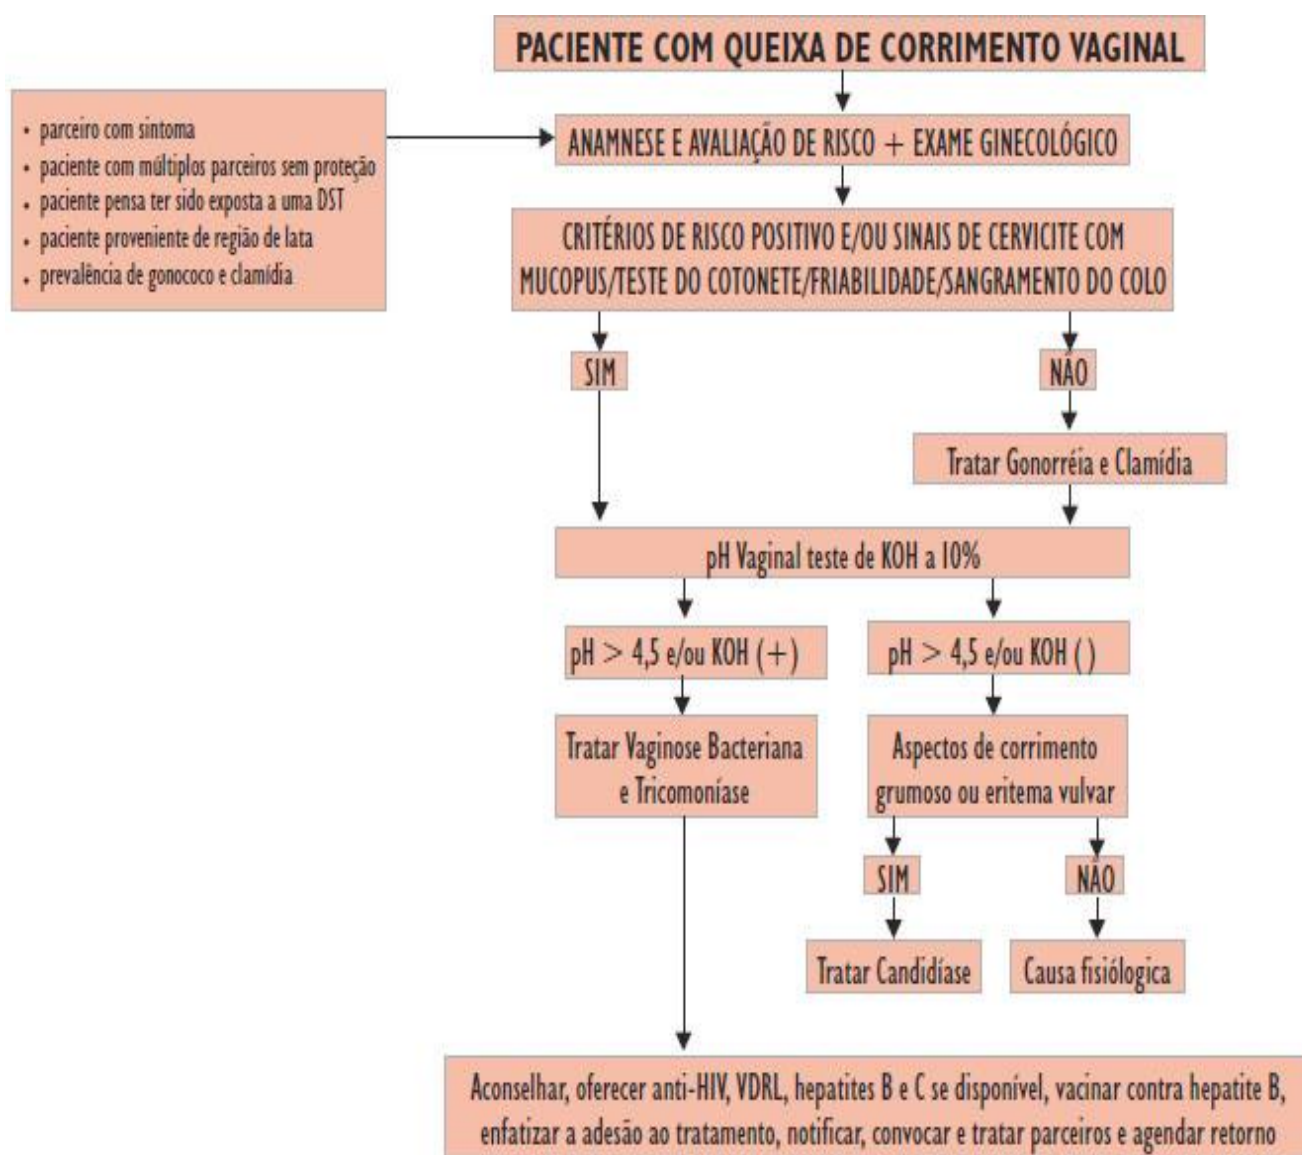 PACIENTE COM QUEIXA DE CORRIMENTO VAGINAL
• parceiro com sintoma
• paciente com múltiplos parceiros sem proteção
• paciente pensa ter sido exposta a uma DST
• paciente proveniente de região de lata
• prevalência de gonococo e clamídia
ANAMNESE E AVALIAÇÃO DE RISCO + EXAME GINECOLÓGICO
CRITÉRIOS DE RISCO POSITIVO E/OU SINAIS DE CERVICITE COM
MUCOPUS/TESTE DO COTONETE/FRIABILIDADE/SANGRAMENTO DO COLO
SIM
NÃO
Tratar Gonorréia e Clamídia
pH Vaginal teste de KOH a 10%
pH > 4,5 e/ou KOH (+)
pH > 4,5 e/ou KOH ( )
Tratar Vaginose Bacteriana
e Tricomoníase
Aspectos de corrimento
grumoso ou eritema vulvar
SIM
NÃO
Tratar Candidíase
Causa fisióIogica
Aconselhar, oferecer anti-HIV, VDRL, hepatites B e C se disponível, vacinar contra hepatite B,
enfatizar a adesão ao tratamento, notificar, convocar e tratar parceiros e agendar retorno